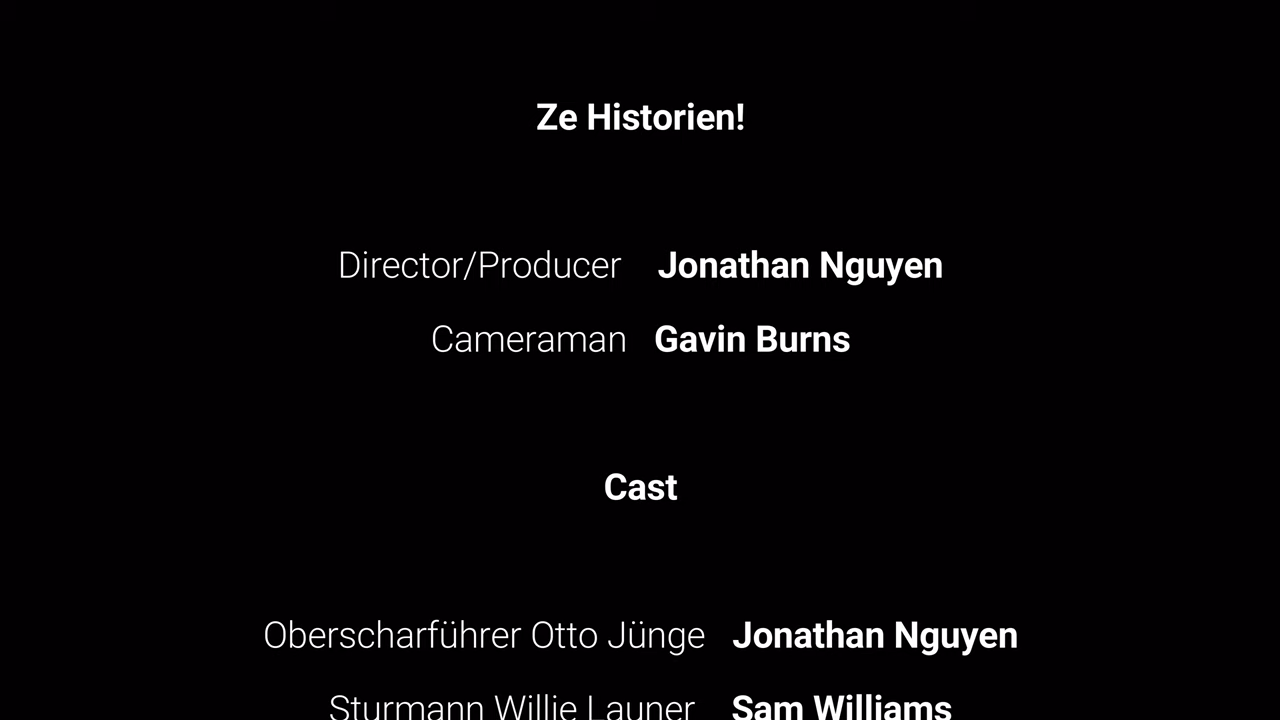 Ze Historien!
Director/Producer Jonathan Nguyen
Cameraman Gavin Burns
Cast
Oberscharführer Otto Jünge Jonathan Nguyen
Sturmann Willie Launer Sam Williams